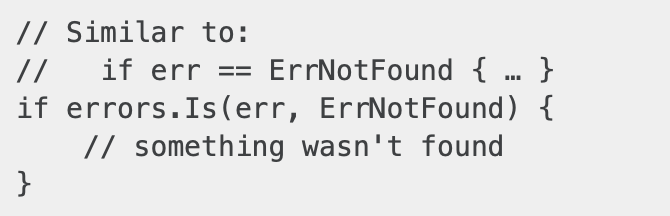 // Similar to:
//   if err == ErrNotFound { … }
if errors.Is(err, ErrNotFound) {
    // something wasn't found
}